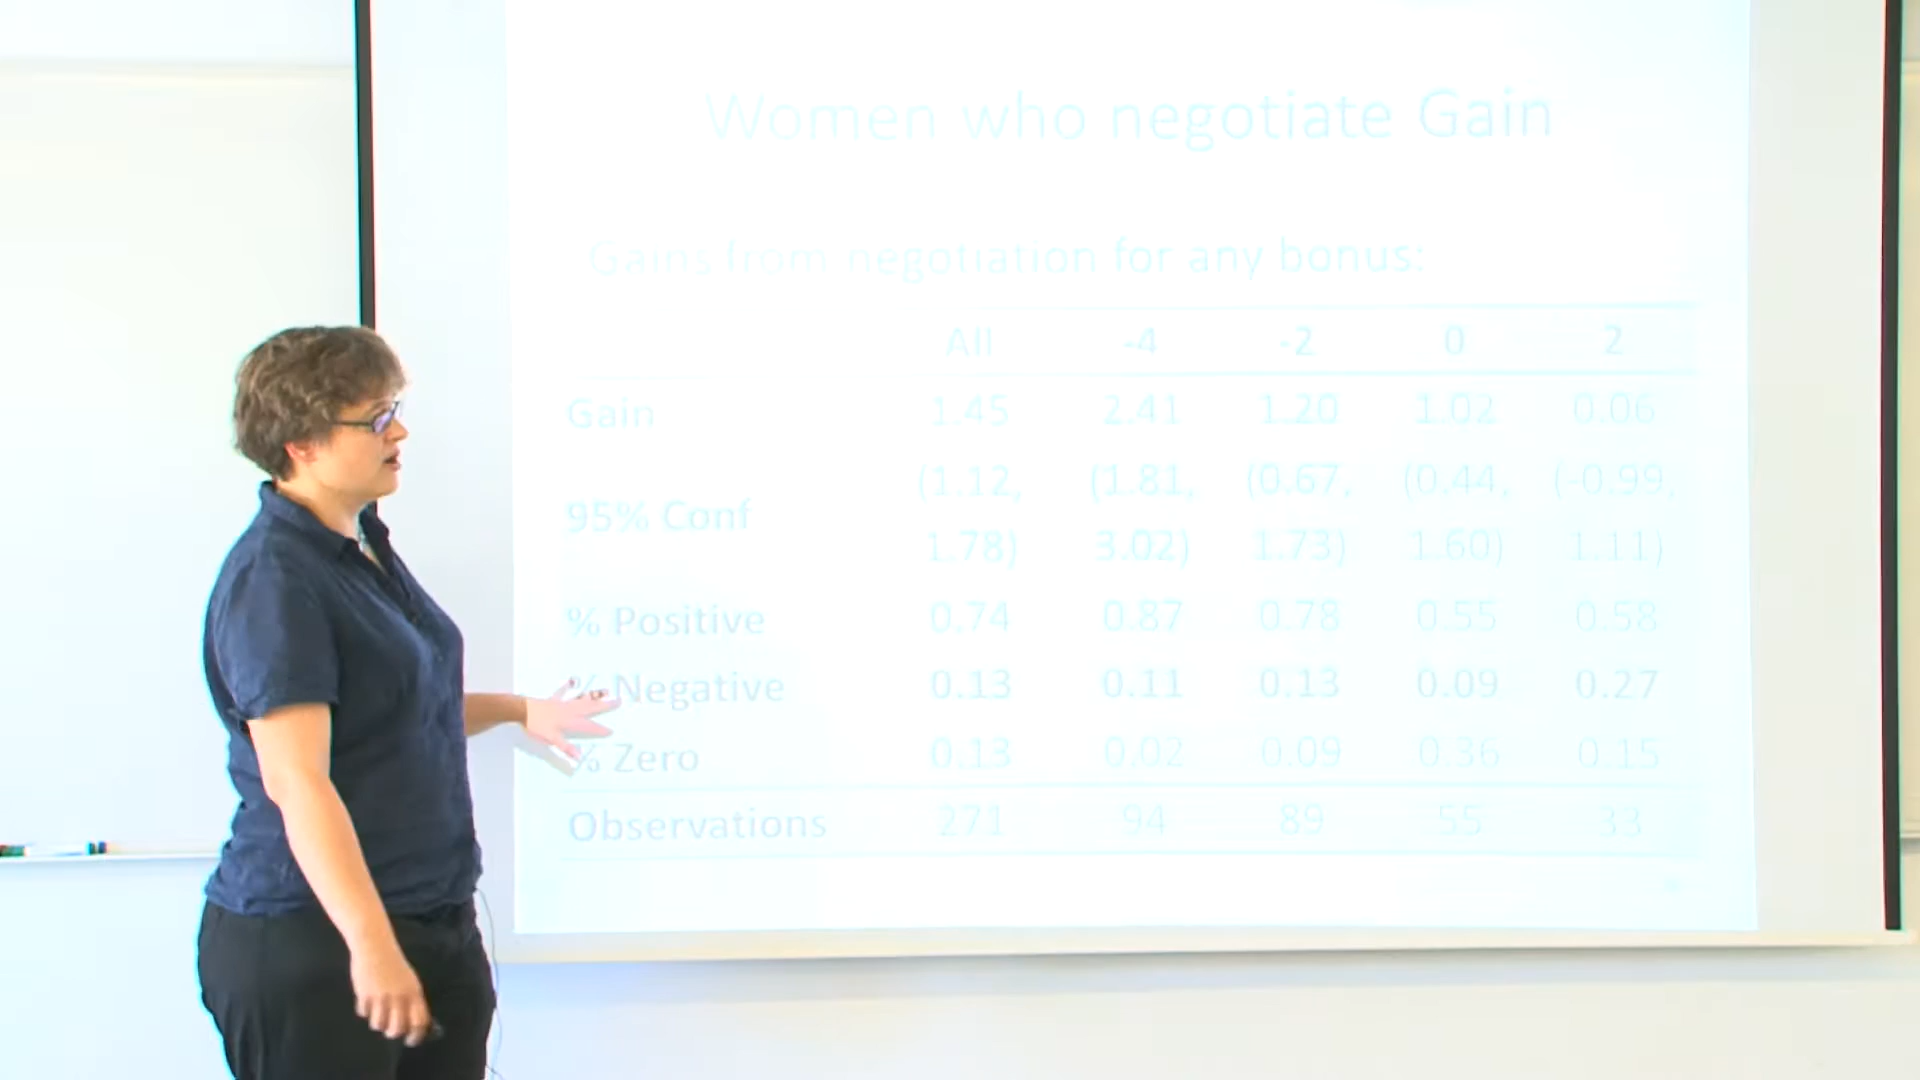 Women who negotiate Gain
Gains from negotiation for any bonus:
All -4 -2 0 2
Gain 1.45 2.41 1.20 1.02 0.06
(1.12, (1.81, (0.67, (0.44, (-0.99,
95% Conf
1.78) 3.02) 1.73) 1.60) 1.11)
% Positive 0.74 0.87 0.78 0.55 0.58
% Negative 0.13 0.11 0.13 0.09 0.27
% Zero 0.13 0.02 0.09 0.36 0.15
Observations 271 94 89 55 33